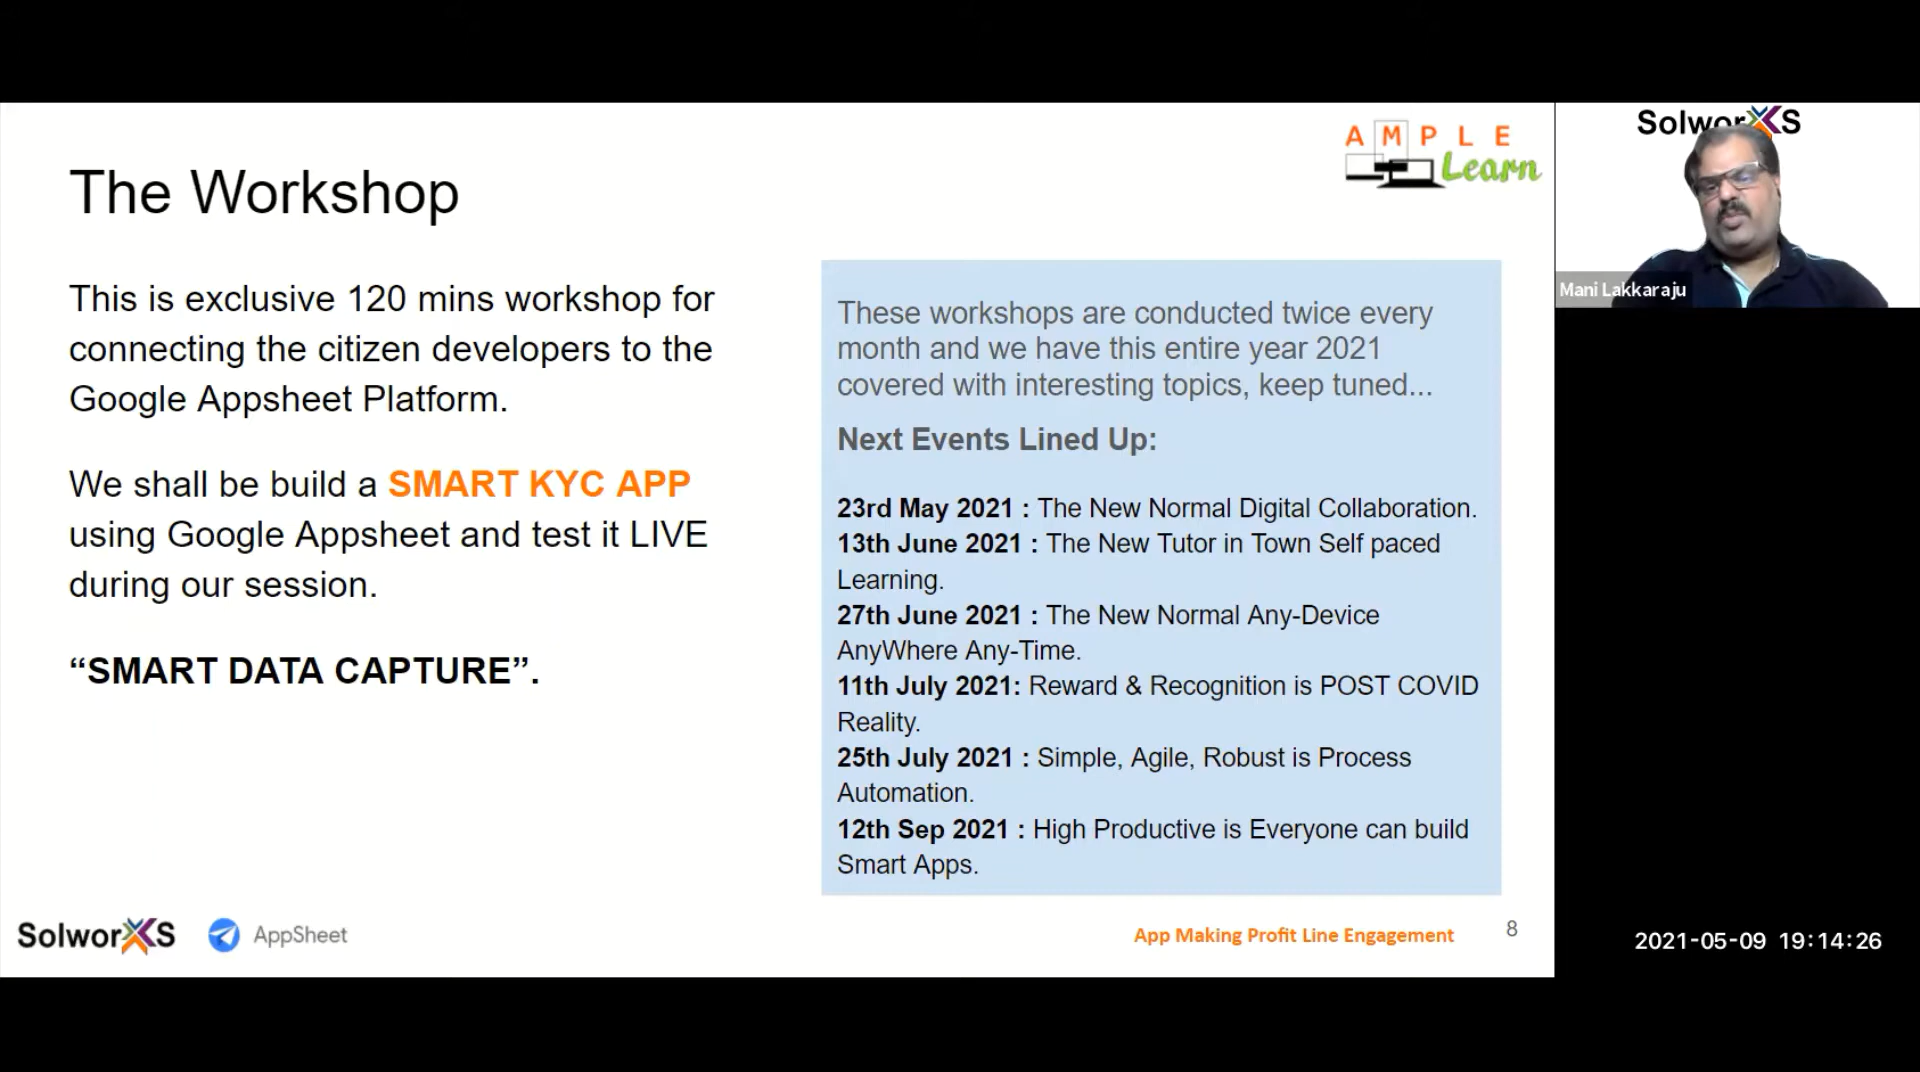 AMPLE
Learn
SolworXS
The Workshop
This is exclusive 120 mins workshop for
connecting the citizen developers to the
Google Appsheet Platform.
We shall be build a SMART KYC APP
using Google Appsheet and test it LIVE
during our session.
“SMART DATA CAPTURE”.
These workshops are conducted twice every
month and we have this entire year 2021
covered with interesting topics, keep tuned...
Next Events Lined Up:
23rd May 2021 : The New Normal Digital Collaboration.
13th June 2021 : The New Tutor in Town Self paced
Learning.
27th June 2021 : The New Normal Any-Device
AnyWhere Any-Time.
11th July 2021: Reward & Recognition is POST COVID
Reality.
25th July 2021 : Simple, Agile, Robust is Process
Automation.
12th Sep 2021 : High Productive is Everyone can build
Smart Apps.
Mani Lakkaraju
SolworXS
AppSheet
App Making Profit Line Engagement
8
2021-05-09 19:14:26